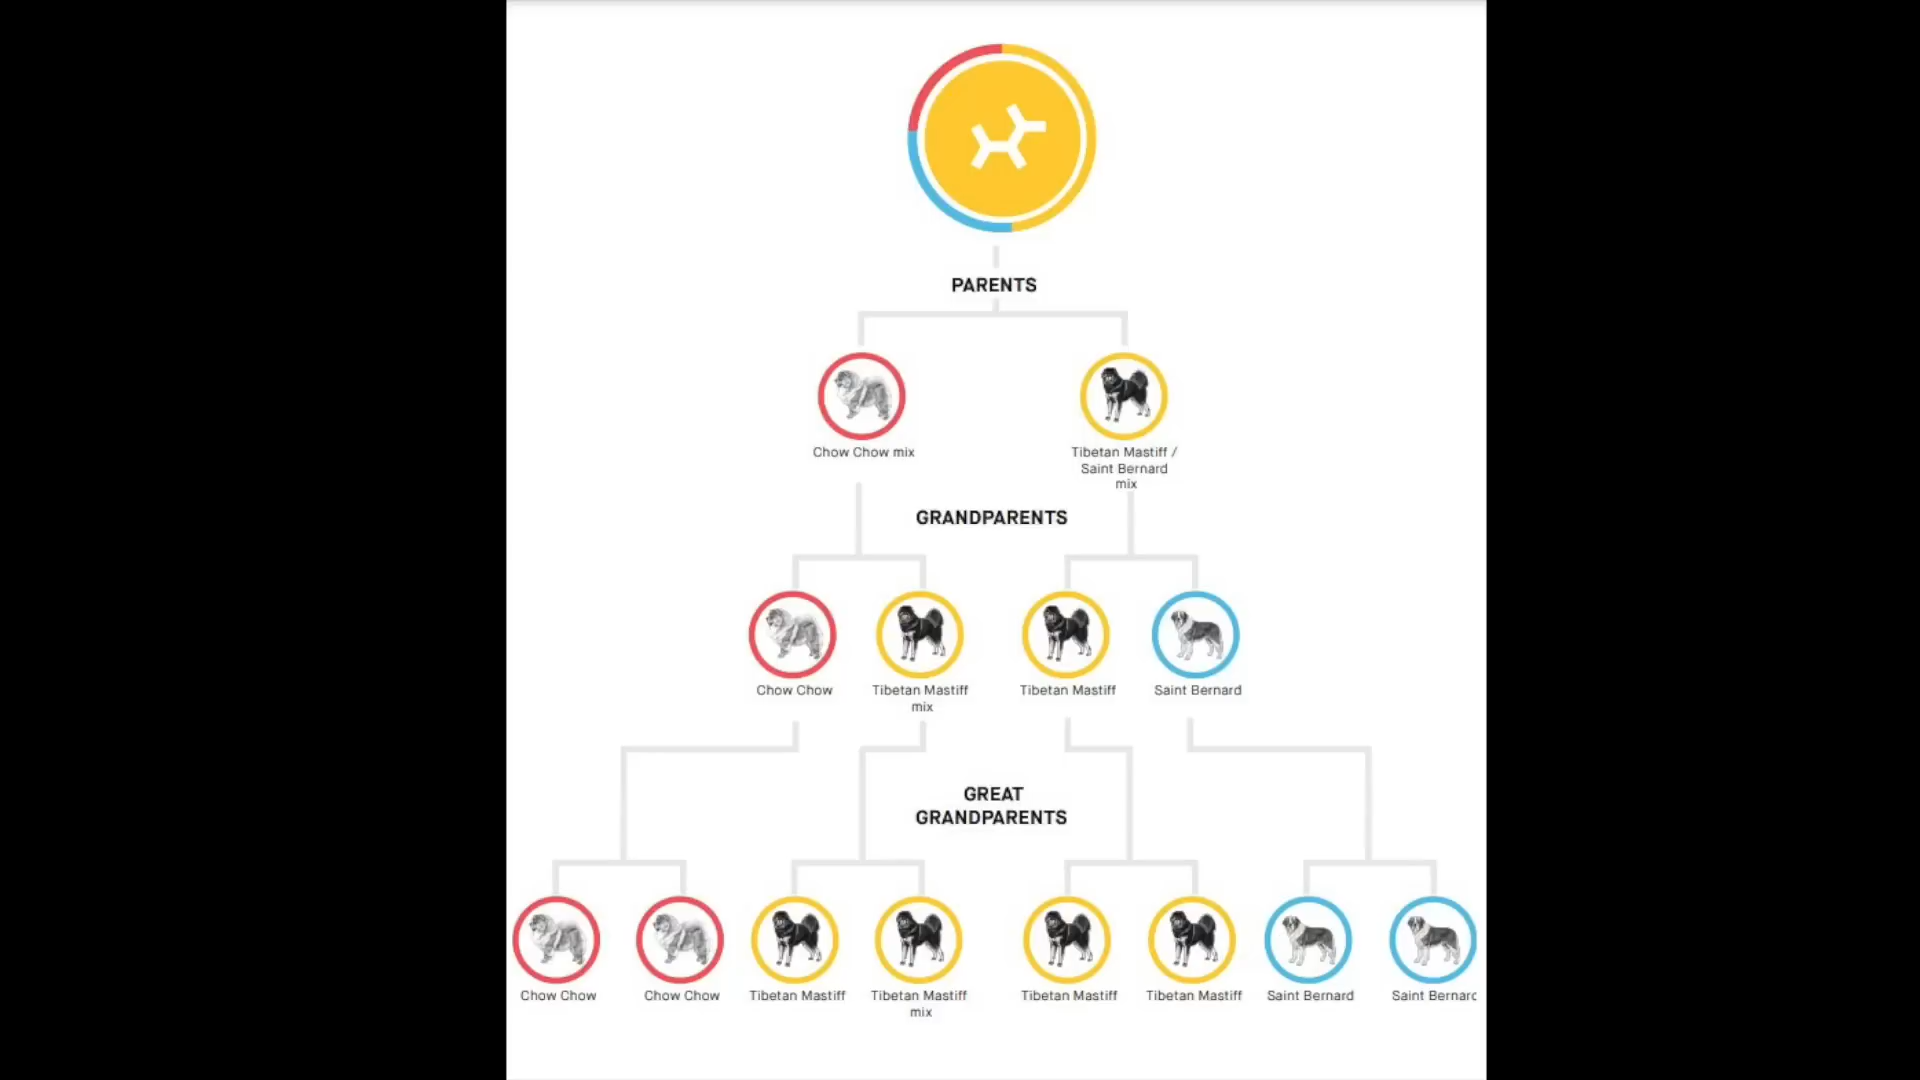 PARENTS
Chow Chow mix
Tibetan Mastiff /
Saint Bernard
mix
GRANDPARENTS
Chow Chow
Tibetan Mastiff
mix
Tibetan Mastiff
Saint Bernard
GREAT
GRANDPARENTS
Chow Chow
Chow Chow
Tibetan Mastiff
Tibetan Mastiff
mix
Tibetan Mastiff
Tibetan Mastiff
Saint Bernard
Saint Bernarc